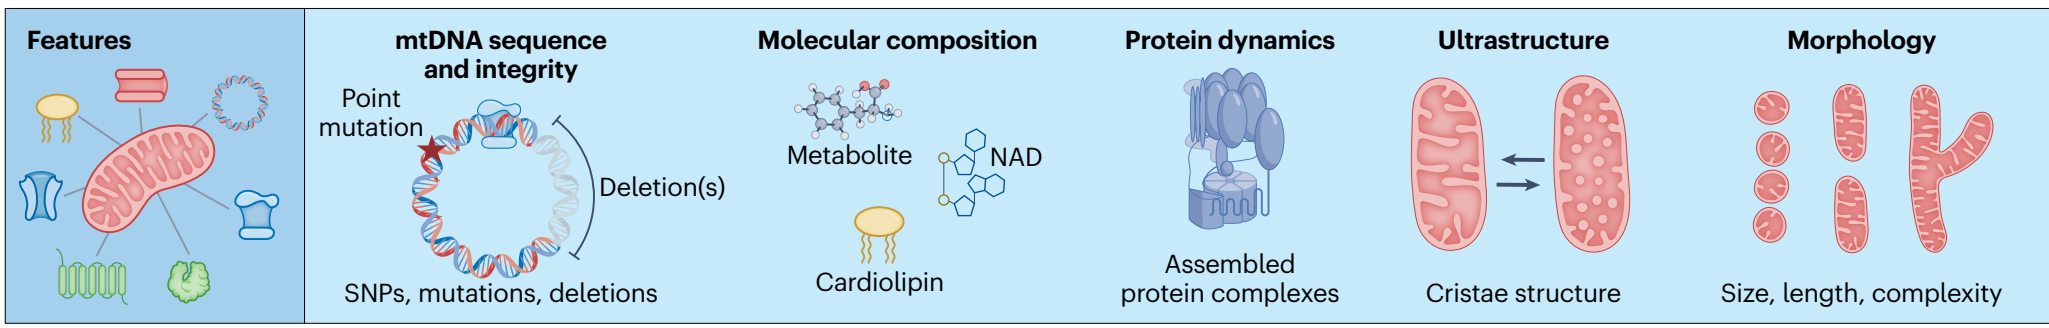 Features
mtDNA sequence
and integrity
Point
mutation
Deletion(s)
SNPs, mutations, deletions
Molecular composition
Metabolite
NAD
Cardiolipin
Protein dynamics
Assembled
protein complexes
Ultrastructure
Cristae structure
Morphology
Size, length, complexity